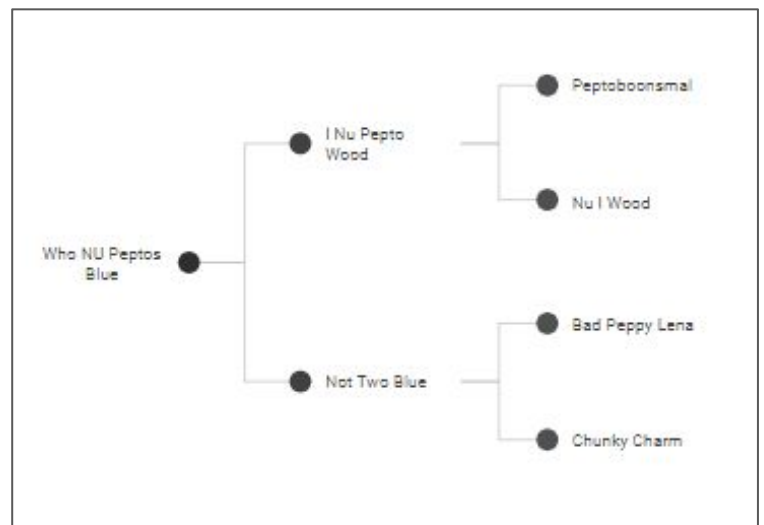 Peptoboonsmal
I Nu Pepto
Wood
Nu I Wood
Who NU Peptos
Blue
Bad Peppy Lena
Not Two Blue
Chunky Charm